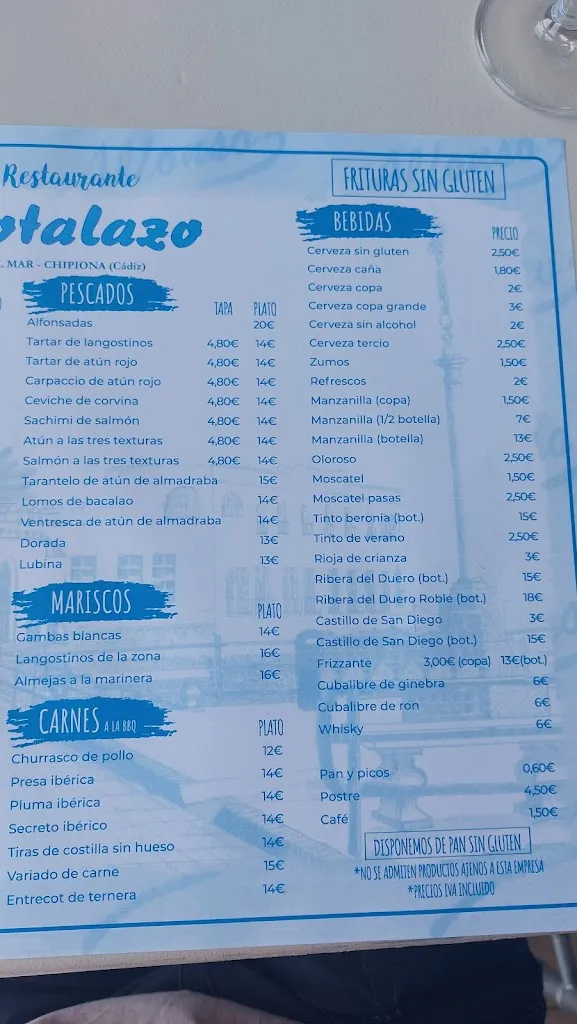 Restaurante
otalazo
MAR - CHIPIONA (Cádiz)
PESCADOS
TAPA PLATO
Alfonsadas 20€
Tartar de langostinos 4,80€ 14€
Tartar de atún rojo 4,80€ 14€
Carpaccio de atún rojo 4,80€ 14€
Ceviche de corvina 4,80€ 14€
Sachimi de salmón 4,80€ 14€
Atún a las tres texturas 4,80€ 14€
Salmón a las tres texturas 4,80€ 14€
Tarantelo de atún de almadraba 15€
Lomos de bacalao 14€
Ventresca de atún de almadraba 14€
Dorada 13€
Lubina 13€
MARISCOS
PLATO
Gambas blancas 14€
Langostinos de la zona 16€
Almejas a la marinera 16€
CARNES A LA BBQ
PLATO
Churrasco de pollo 12€
Presa ibérica 14€
Pluma ibérica 14€
Secreto ibérico 14€
Tiras de costilla sin hueso 14€
Variado de carne 15€
Entrecot de ternera 14€
FRITURAS SIN GLUTEN
BEBIDAS
PRECIO
Cerveza sin gluten 2,50€
Cerveza caña 1,80€
Cerveza copa 2€
Cerveza copa grande 3€
Cerveza sin alcohol 2€
Cerveza tercio 2,50€
Zumos 1,50€
Refrescos 2€
Manzanilla (copa) 1,50€
Manzanilla (1/2 botella) 7€
Manzanilla (botella) 13€
Oloroso 2,50€
Moscatel 1,50€
Moscatel pasas 2,50€
Tinto beronia (bot.) 15€
Tinto de verano 2,50€
Rioja de crianza 3€
Ribera del Duero (bot.) 15€
Ribera del Duero Roble (bot.) 18€
Castillo de San Diego 3€
Castillo de San Diego (bot.) 15€
Frizzante 3,00€ (copa) 13€(bot.)
Cubalibre de ginebra 6€
Cubalibre de ron 6€
Whisky 6€
Pan y picos 0,60€
Postre 4,50€
Café 1,50€
DISPONEMOS DE PAN SIN GLUTEN
*NO SE ADMITEN PRODUCTOS AJENOS A ESTA EMPRESA
*PRECIOS IVA INCLUIDO